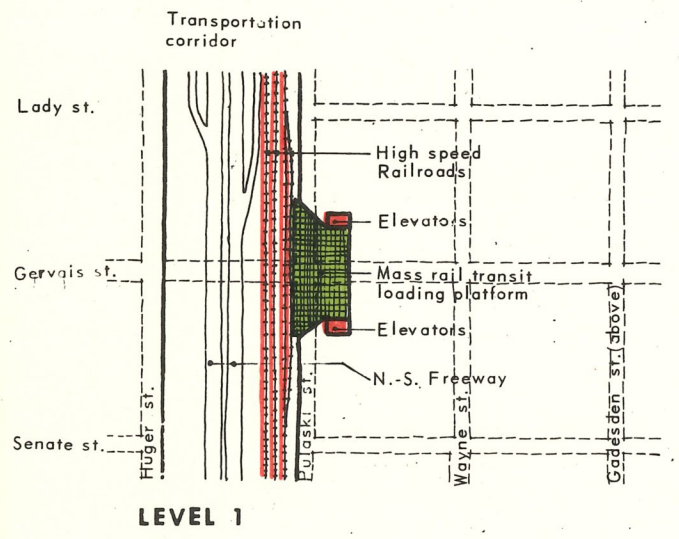 Transportation
corridor
Lady st.
High speed
Railroads
Elevators
Gervais st.
Mass rail transit
loading platform
Elevators
N.-S. Freeway
Senate st.
Huger st.
Pulaski st.
Wayne st.
Gadesden st.(above)
LEVEL 1